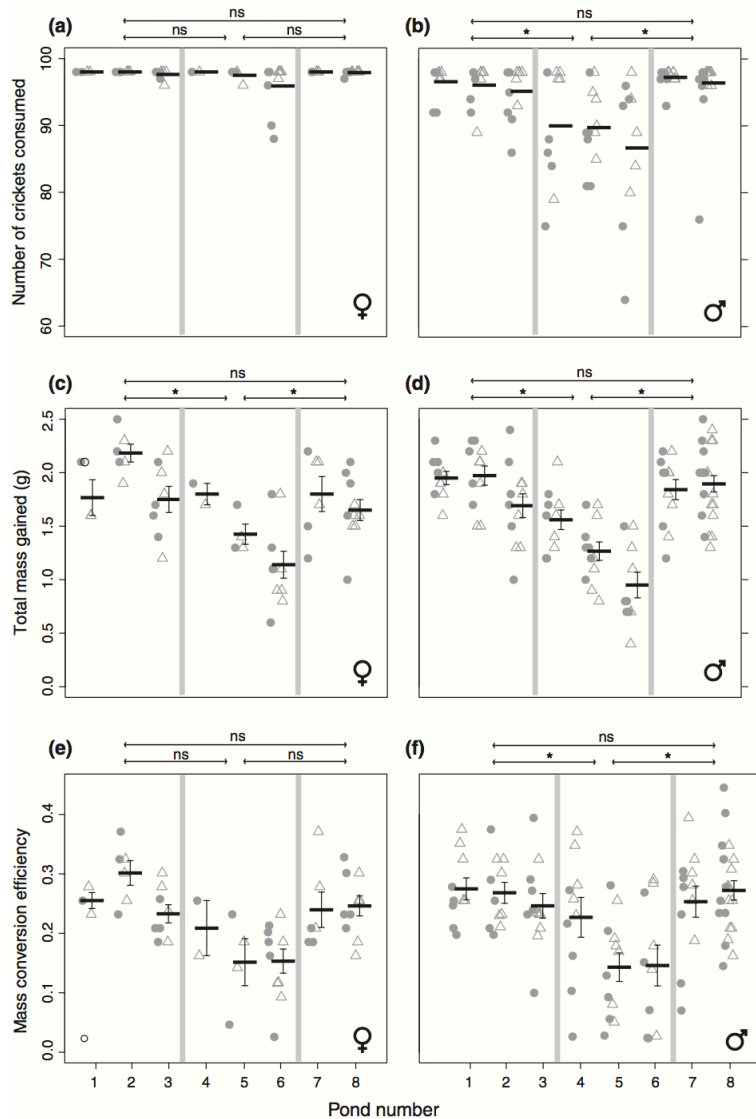 ns
ns
(a)
ns
ns
(b)
*
*
Number of crickets consumed
100
90
80
70
60
♀
♂
ns
ns
(c)
*
*
(d)
*
*
Total mass gained (g)
2.5
2.0
1.5
1.0
0.5
0.0
♀
♂
ns
ns
(e)
ns
ns
(f)
*
*
Mass conversion efficiency
0.4
0.3
0.2
0.1
0.0
♀
♂
1 2 3 4 5 6 7 8
1 2 3 4 5 6 7 8
Pond number